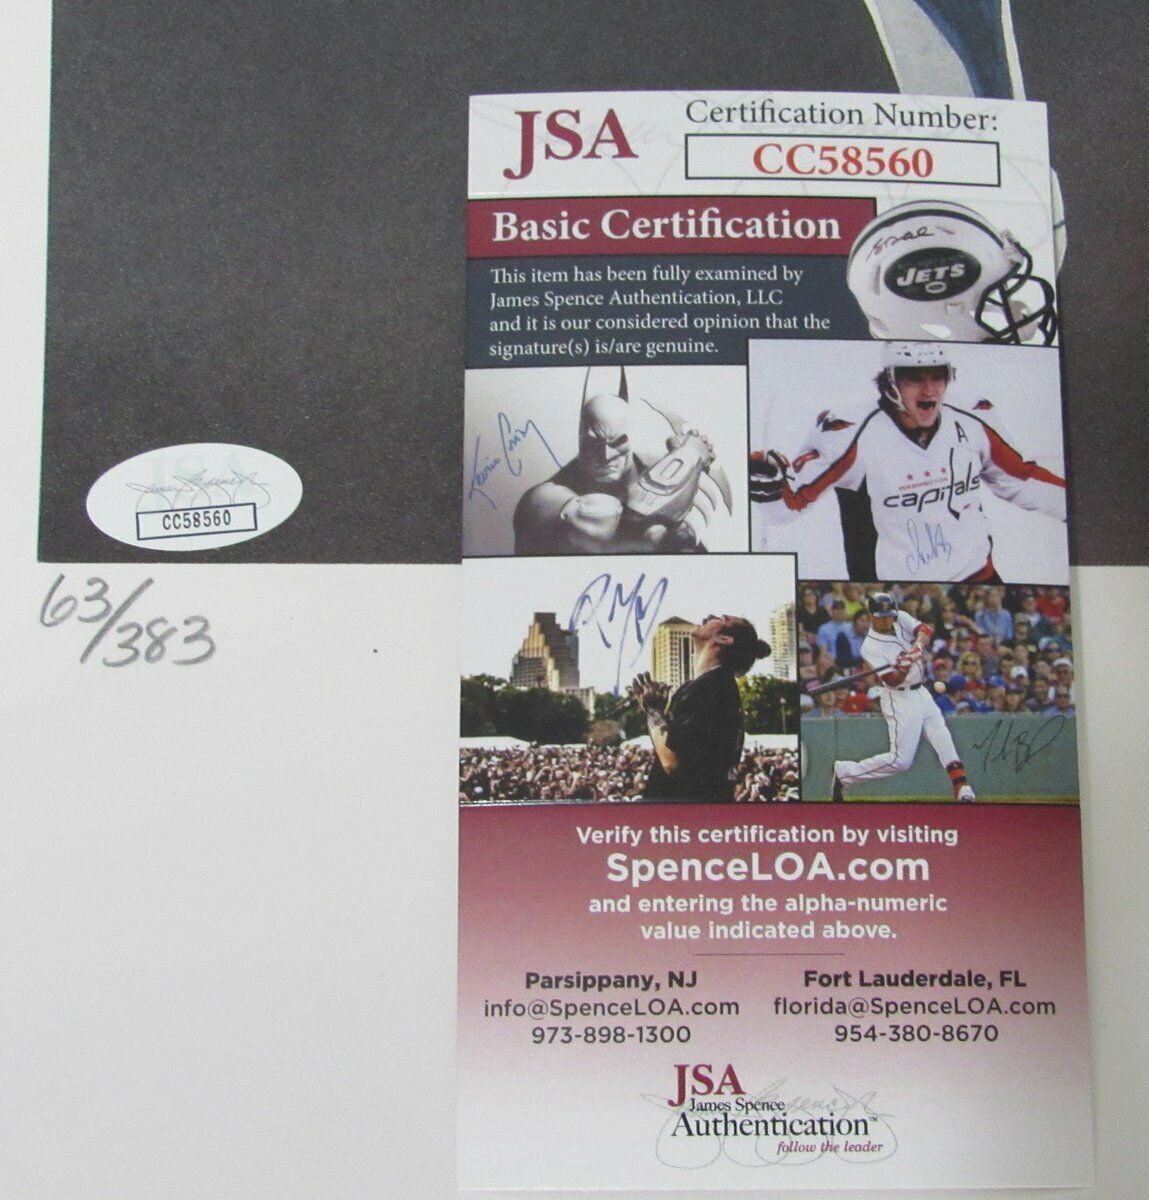 JSA
Certification Number:
CC58560
Basic Certification
This item has been fully examined by
James Spence Authentication, LLC
and it is our considered opinion that the
signature(s) is/are genuine.
JETS
A
capitals
JSA
CC58560
63/383
Verify this certification by visiting
SpenceLOA.com
and entering the alpha-numeric
value indicated above.
Parsippany, NJ
info@SpenceLOA.com
973-898-1300
Fort Lauderdale, FL
florida@SpenceLOA.com
954-380-8670
JSA
James Spence
Authentication™
follow the leader